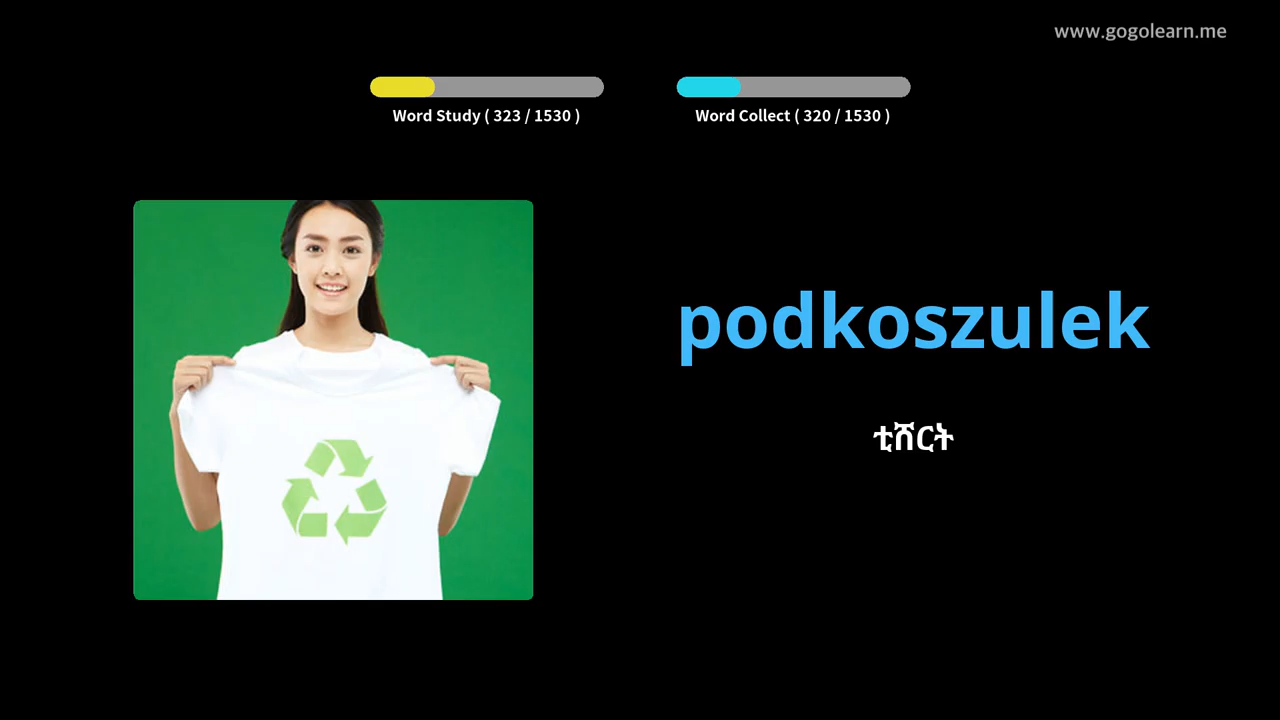 www.gogolearn.me
Word Study ( 323 / 1530 )
Word Collect ( 320 / 1530 )
podkoszulek
ቲሸርት